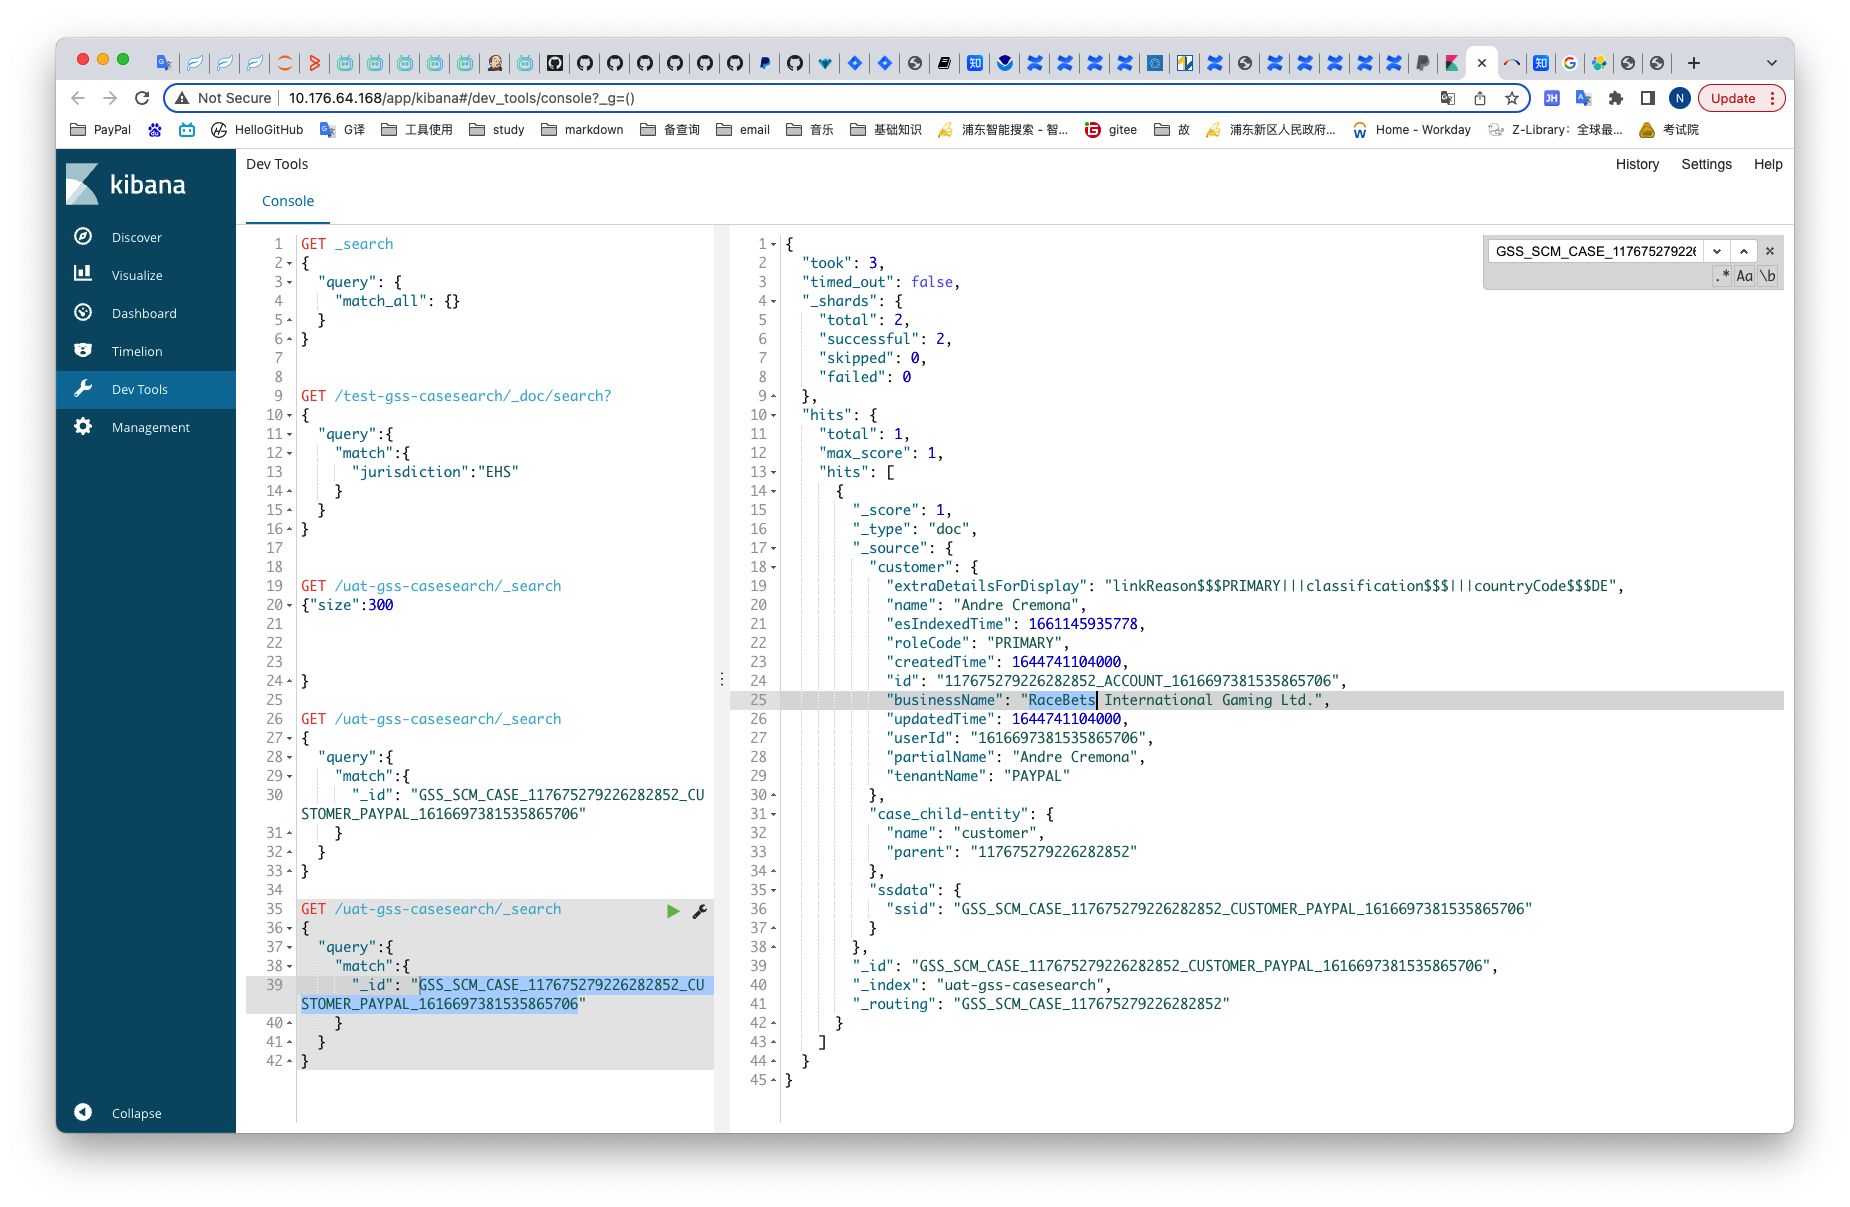 Not Secure
10.176.64.168/app/kibana#/dev_tools/console?_g=()
Update
PayPal
HelloGitHub
G译
工具使用
study
markdown
备查询
email
音乐
基础知识
浦东智能搜索 - 智...
gitee
故
浦东新区人民政府...
Home - Workday
Z-Library：全球最...
考试院
kibana
Discover
Visualize
Dashboard
Timelion
Dev Tools
Management
Collapse
Dev Tools
History
Settings
Help
Console
1 GET _search
2 {
3 "query": {
4 "match_all": {}
5 }
6 }
7
8
9 GET /test-gss-casesearch/_doc/search?
10 {
11 "query":{
12 "match":{
13 "jurisdiction":"EHS"
14 }
15 }
16 }
17
18
19 GET /uat-gss-casesearch/_search
20 {"size":300
21
22
23
24 }
25
26 GET /uat-gss-casesearch/_search
27 {
28 "query":{
29 "match":{
30 "_id": "GSS_SCM_CASE_117675279226282852_CU
STOMER_PAYPAL_1616697381535865706"
31 }
32 }
33 }
34
35 GET /uat-gss-casesearch/_search
36 {
37 "query":{
38 "match":{
39 "_id": "GSS_SCM_CASE_117675279226282852_CU
STOMER_PAYPAL_1616697381535865706"
40 }
41 }
42 }
1 {
2 "took": 3,
3 "timed_out": false,
4 "_shards": {
5 "total": 2,
6 "successful": 2,
7 "skipped": 0,
8 "failed": 0
9 },
10 "hits": {
11 "total": 1,
12 "max_score": 1,
13 "hits": [
14 {
15 "_score": 1,
16 "_type": "doc",
17 "_source": {
18 "customer": {
19 "extraDetailsForDisplay": "linkReason$$$PRIMARY|||classification$$$|||countryCode$$$DE",
20 "name": "Andre Cremona",
21 "esIndexedTime": 1661145935778,
22 "roleCode": "PRIMARY",
23 "createdTime": 1644741104000,
24 "id": "117675279226282852_ACCOUNT_1616697381535865706",
25 "businessName": "RaceBets International Gaming Ltd.",
26 "updatedTime": 1644741104000,
27 "userId": "1616697381535865706",
28 "partialName": "Andre Cremona",
29 "tenantName": "PAYPAL"
30 },
31 "case_child-entity": {
32 "name": "customer",
33 "parent": "117675279226282852"
34 },
35 "ssdata": {
36 "ssid": "GSS_SCM_CASE_117675279226282852_CUSTOMER_PAYPAL_1616697381535865706"
37 }
38 },
39 "_id": "GSS_SCM_CASE_117675279226282852_CUSTOMER_PAYPAL_1616697381535865706",
40 "_index": "uat-gss-casesearch",
41 "_routing": "GSS_SCM_CASE_117675279226282852"
42 }
43 ]
44 }
45 }
GSS_SCM_CASE_11767527922
.* Aa \b